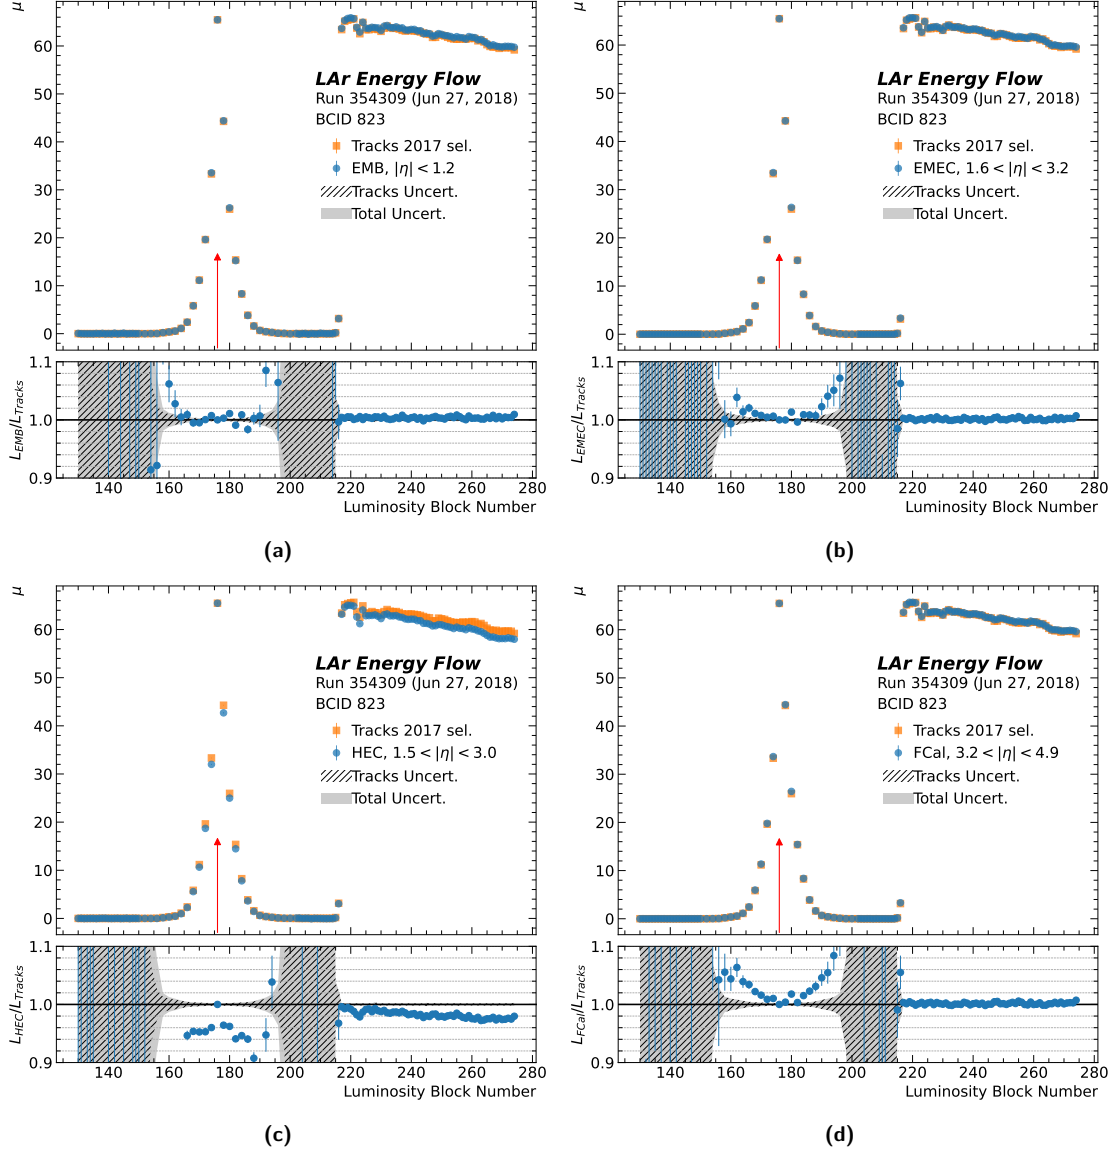 μ
60
50
40
30
20
10
0
LAr Energy Flow
Run 354309 (Jun 27, 2018)
BCID 823
Tracks 2017 sel.
EMB, |η| < 1.2
Tracks Uncert.
Total Uncert.
1.1
1.0
0.9
L_EMB/L_Tracks
140 160 180 200 220 240 260 280
Luminosity Block Number
(a)
μ
60
50
40
30
20
10
0
LAr Energy Flow
Run 354309 (Jun 27, 2018)
BCID 823
Tracks 2017 sel.
EMEC, 1.6 < |η| < 3.2
Tracks Uncert.
Total Uncert.
1.1
1.0
0.9
L_EMEC/L_Tracks
140 160 180 200 220 240 260 280
Luminosity Block Number
(b)
μ
60
50
40
30
20
10
0
LAr Energy Flow
Run 354309 (Jun 27, 2018)
BCID 823
Tracks 2017 sel.
HEC, 1.5 < |η| < 3.0
Tracks Uncert.
Total Uncert.
1.1
1.0
0.9
L_HEC/L_Tracks
140 160 180 200 220 240 260 280
Luminosity Block Number
(c)
μ
60
50
40
30
20
10
0
LAr Energy Flow
Run 354309 (Jun 27, 2018)
BCID 823
Tracks 2017 sel.
FCal, 3.2 < |η| < 4.9
Tracks Uncert.
Total Uncert.
1.1
1.0
0.9
L_FCal/L_Tracks
140 160 180 200 220 240 260 280
Luminosity Block Number
(d)